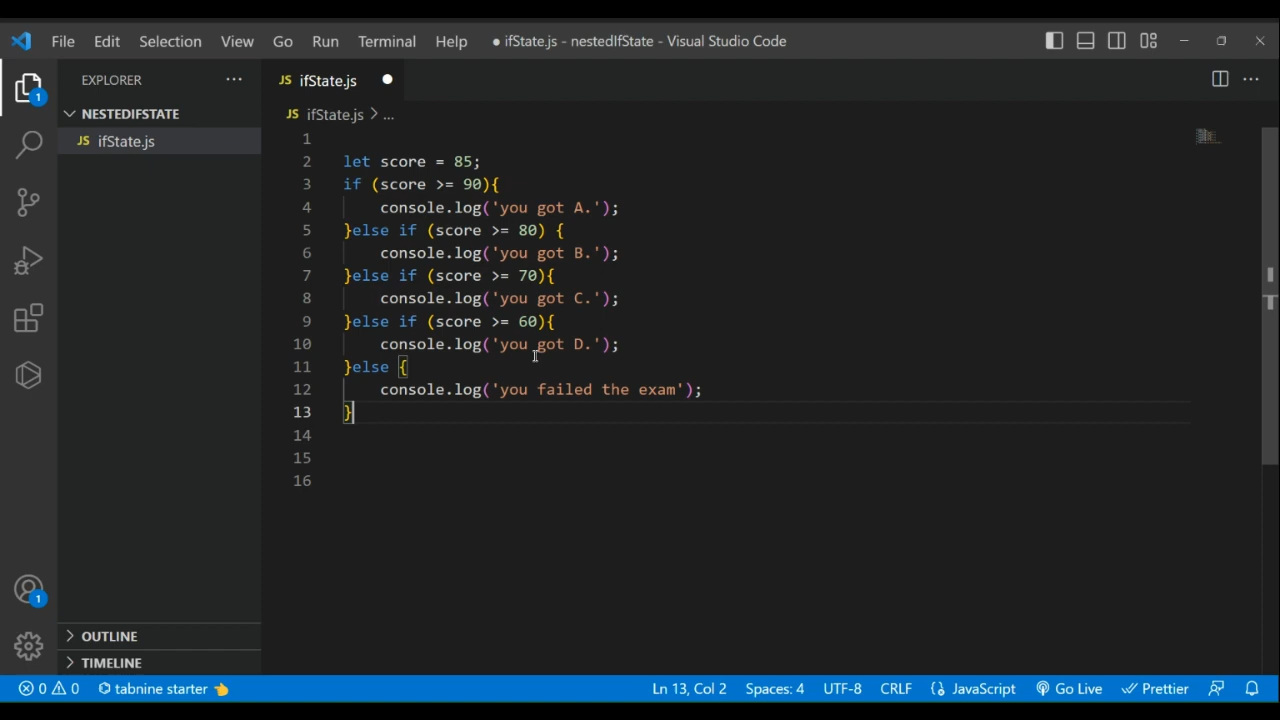 File Edit Selection View Go Run Terminal Help ● ifState.js - nestedIfState - Visual Studio Code
EXPLORER ···
JS ifState.js ●
1
NESTEDIFSTATE
JS ifState.js > ...
JS ifState.js
1
2 let score = 85;
3 if (score >= 90){
4 console.log('you got A.');
5 }else if (score >= 80) {
6 console.log('you got B.');
7 }else if (score >= 70){
8 console.log('you got C.');
9 }else if (score >= 60){
10 console.log('you got D.');
11 }else {
12 console.log('you failed the exam');
13 }
14
15
16
1
OUTLINE
TIMELINE
0 0 tabnine starter 👈 Ln 13, Col 2 Spaces: 4 UTF-8 CRLF {} JavaScript Go Live Prettier